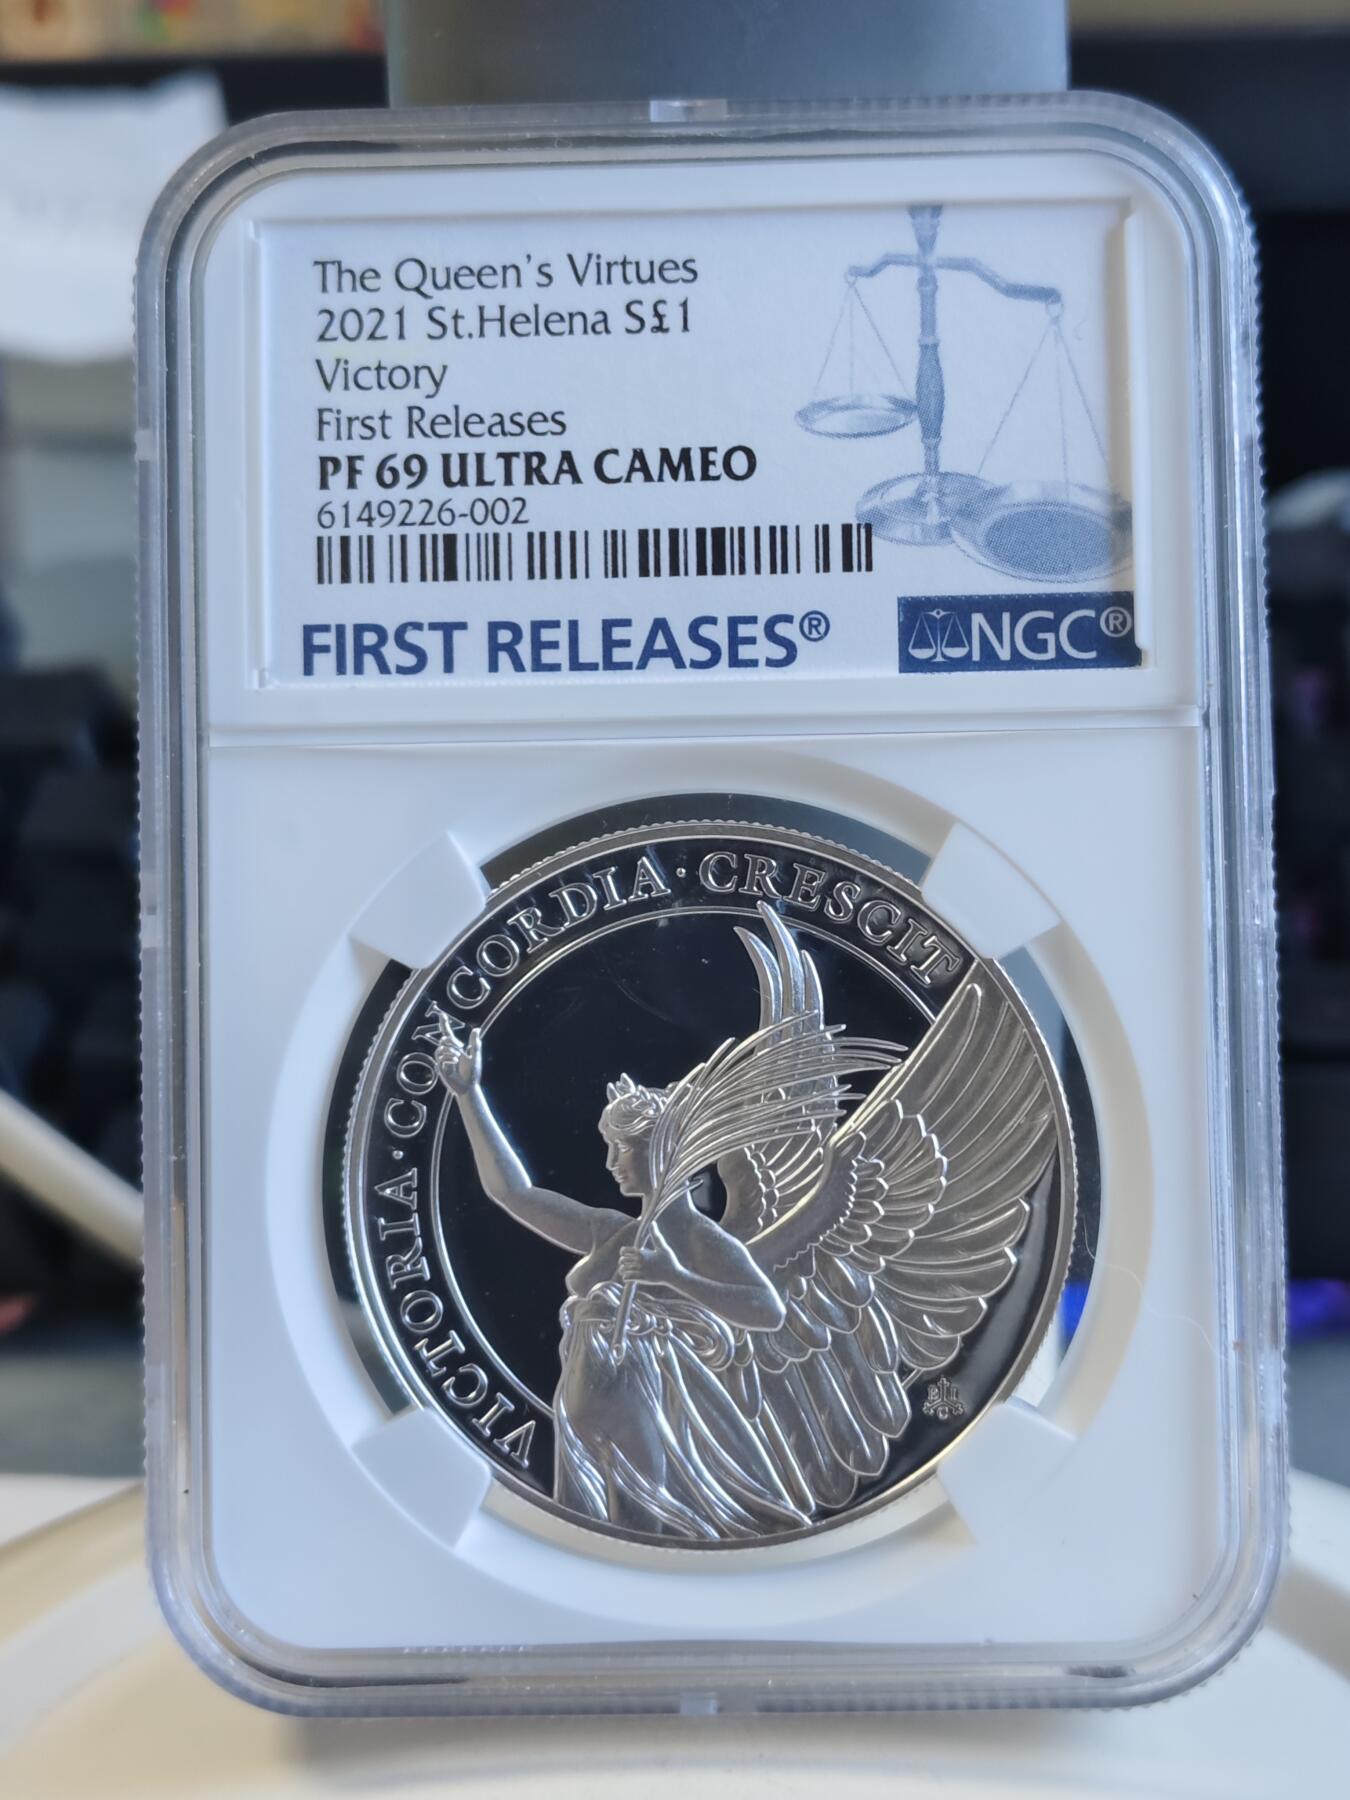 The Queen's Virtues
2021 St.Helena S£1
Victory
First Releases
PF 69 ULTRA CAMEO
6149226-002
FIRST RELEASES®
NGC®
VICTORIA · CONCORDIA · CRESCIT
E I
C